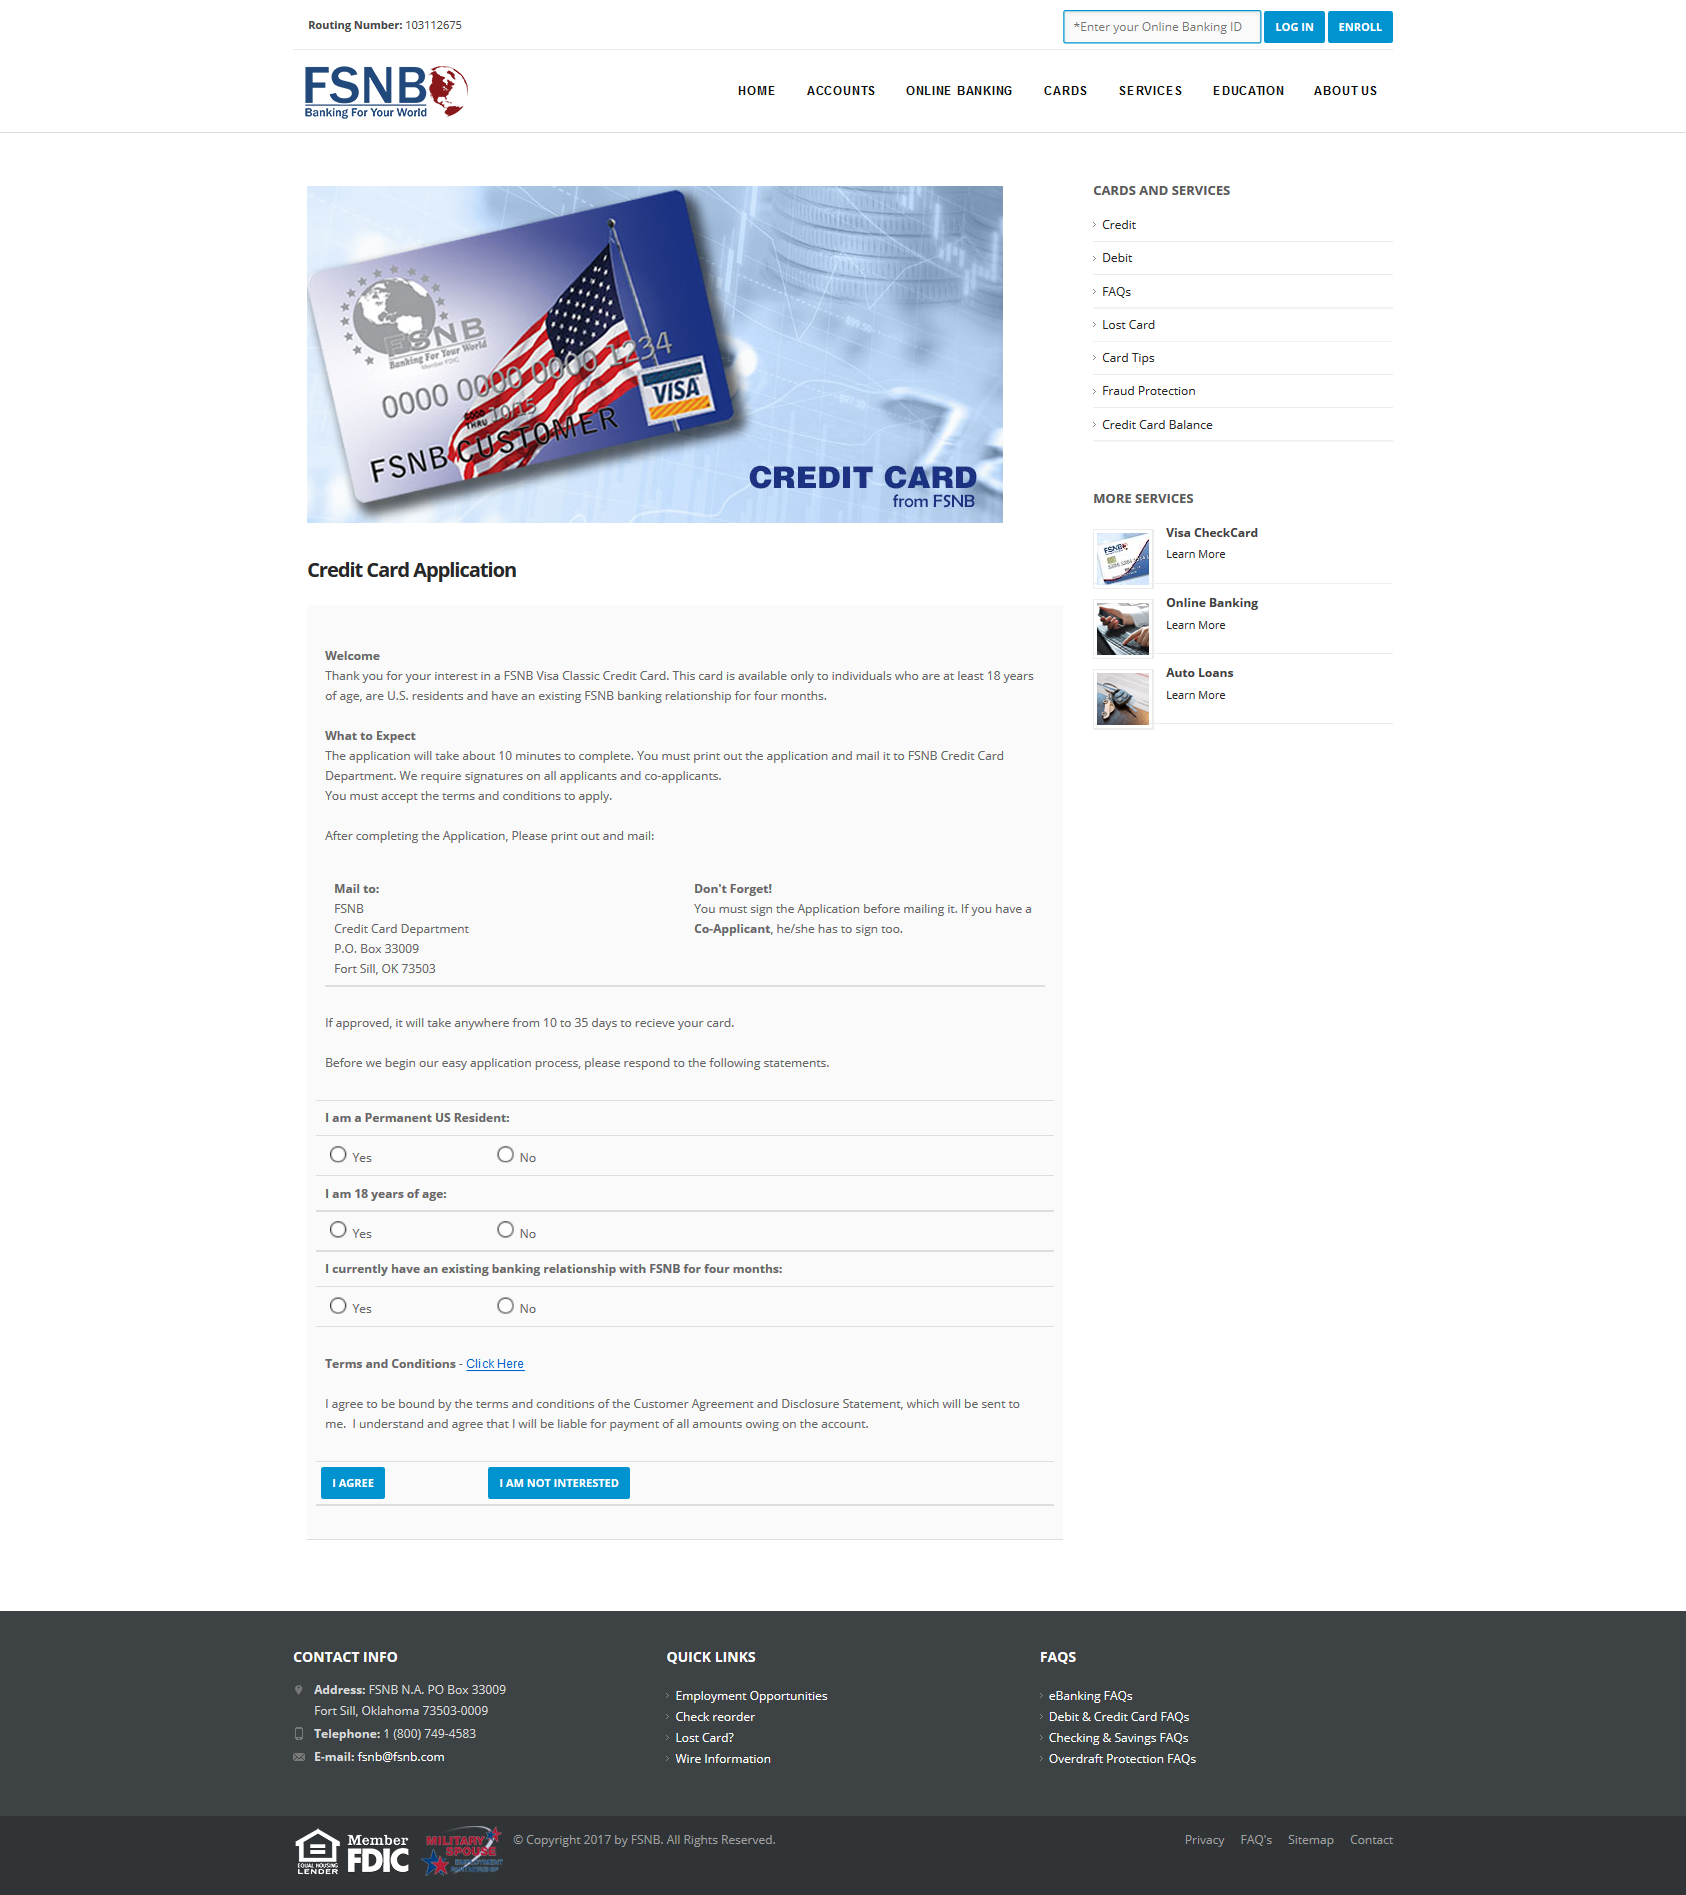 Routing Number: 103112675
*Enter your Online Banking ID
LOG IN
ENROLL
FSNB
Banking For Your World
HOME
ACCOUNTS
ONLINE BANKING
CARDS
SERVICES
EDUCATION
ABOUT US
FSNB
Banking For Your World
Member FDIC
0000 0000 0000 1234
GOOD
THRU
10/15
FSNB CUSTOMER
VISA
CREDIT CARD
from FSNB
Credit Card Application
Welcome
Thank you for your interest in a FSNB Visa Classic Credit Card. This card is available only to individuals who are at least 18 years
of age, are U.S. residents and have an existing FSNB banking relationship for four months.
What to Expect
The application will take about 10 minutes to complete. You must print out the application and mail it to FSNB Credit Card
Department. We require signatures on all applicants and co-applicants.
You must accept the terms and conditions to apply.
After completing the Application, Please print out and mail:
Mail to:
FSNB
Credit Card Department
P.O. Box 33009
Fort Sill, OK 73503
Don't Forget!
You must sign the Application before mailing it. If you have a
Co-Applicant, he/she has to sign too.
If approved, it will take anywhere from 10 to 35 days to recieve your card.
Before we begin our easy application process, please respond to the following statements.
I am a Permanent US Resident:
Yes
No
I am 18 years of age:
Yes
No
I currently have an existing banking relationship with FSNB for four months:
Yes
No
Terms and Conditions - Click Here
I agree to be bound by the terms and conditions of the Customer Agreement and Disclosure Statement, which will be sent to
me.  I understand and agree that I will be liable for payment of all amounts owing on the account.
I AGREE
I AM NOT INTERESTED
CARDS AND SERVICES
Credit
Debit
FAQs
Lost Card
Card Tips
Fraud Protection
Credit Card Balance
MORE SERVICES
FSNB
Visa CheckCard
Learn More
Online Banking
Learn More
Auto Loans
Learn More
CONTACT INFO
Address: FSNB N.A. PO Box 33009
Fort Sill, Oklahoma 73503-0009
Telephone: 1 (800) 749-4583
E-mail: fsnb@fsnb.com
QUICK LINKS
Employment Opportunities
Check reorder
Lost Card?
Wire Information
FAQS
eBanking FAQs
Debit & Credit Card FAQs
Checking & Savings FAQs
Overdraft Protection FAQs
EQUAL HOUSING
LENDER
Member
FDIC
MILITARY
SPOUSE
EMPLOYMENT
PARTNERSHIP
© Copyright 2017 by FSNB. All Rights Reserved.
Privacy
FAQ's
Sitemap
Contact